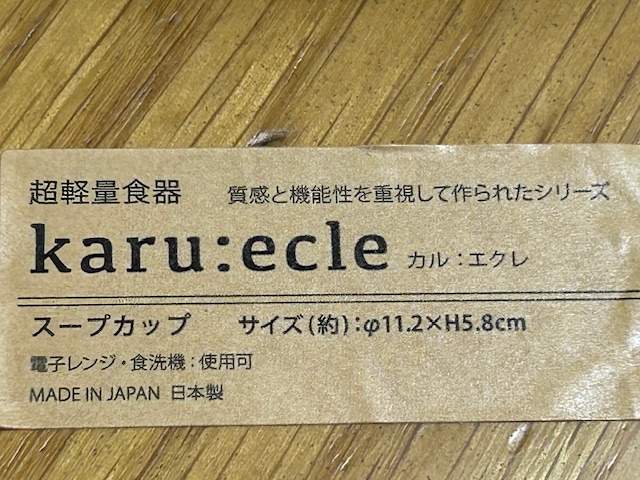 超軽量食器 質感と機能性を重視して作られたシリーズ
karu:ecle カル:エクレ
スープカップ サイズ(約):φ11.2×H5.8cm
電子レンジ・食洗機:使用可
MADE IN JAPAN 日本製